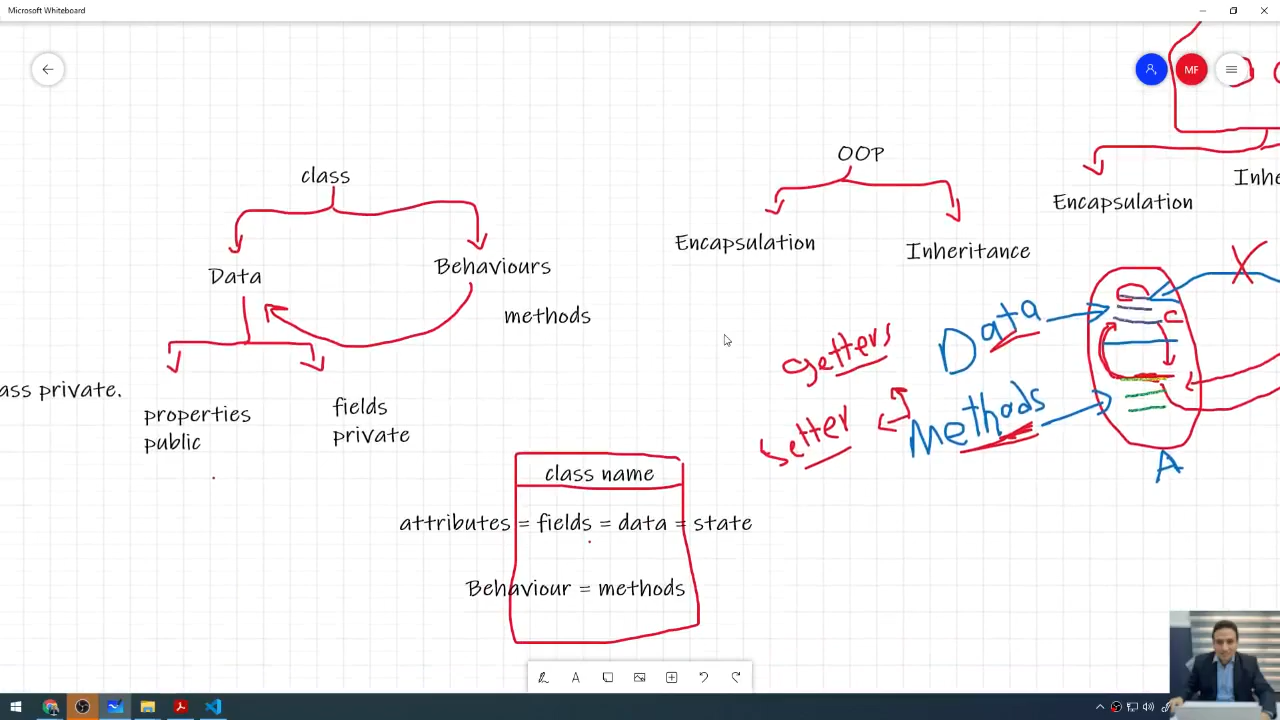 Microsoft Whiteboard
MF
class
Data
Behaviours
methods
ass private.
properties
public
fields
private
OOP
Encapsulation
Inheritance
Encapsulation
Inhe
Data
getters
setter
Methods
A
class name
attributes = fields = data = state
Behaviour = methods